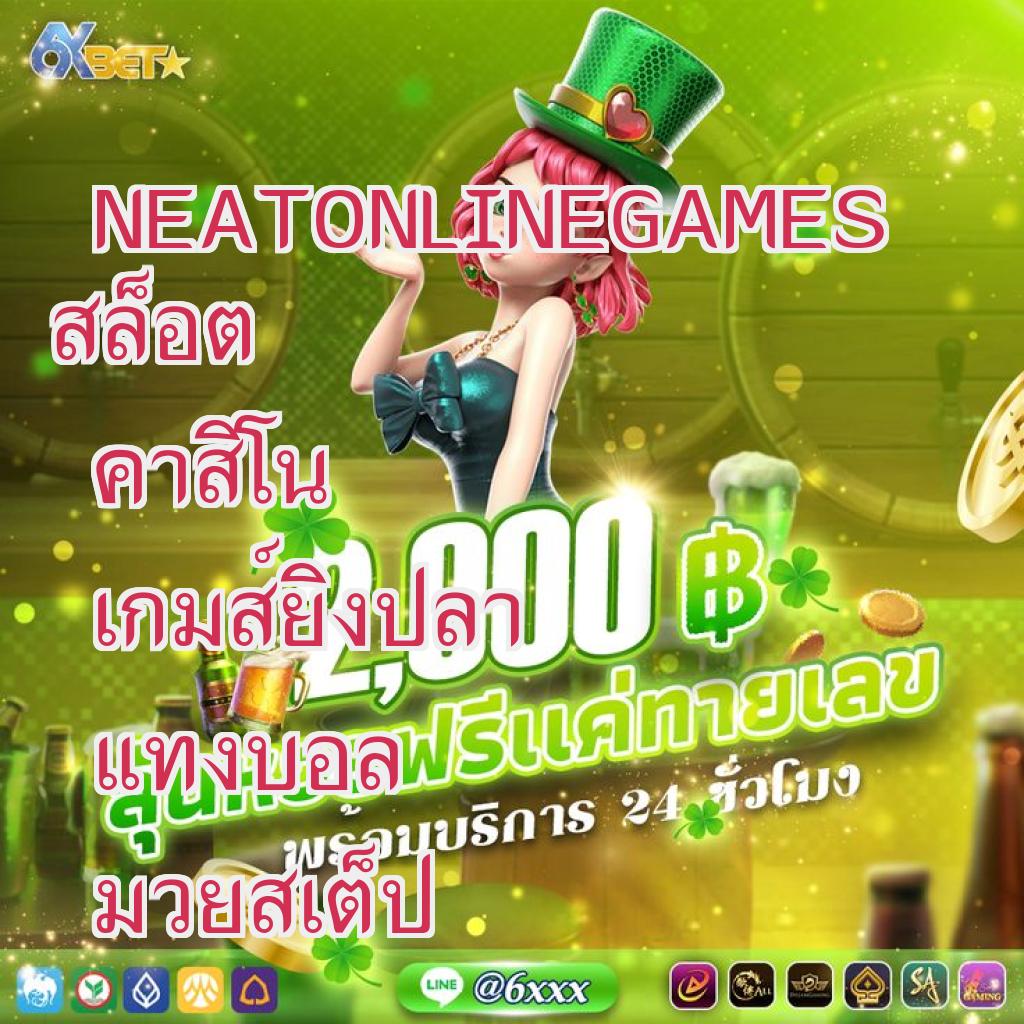 6XBET
NEATONLINEGAMES
สล็อต
คาสิโน
2,800 ฿
เกมส์ยิงปลา
ฟรีแค่ทายเลข
แทงบอล
พร้อมบริการ 24 ชั่วโมง
มวยสเต็ป
LINE @6xxx
SA
GAMING